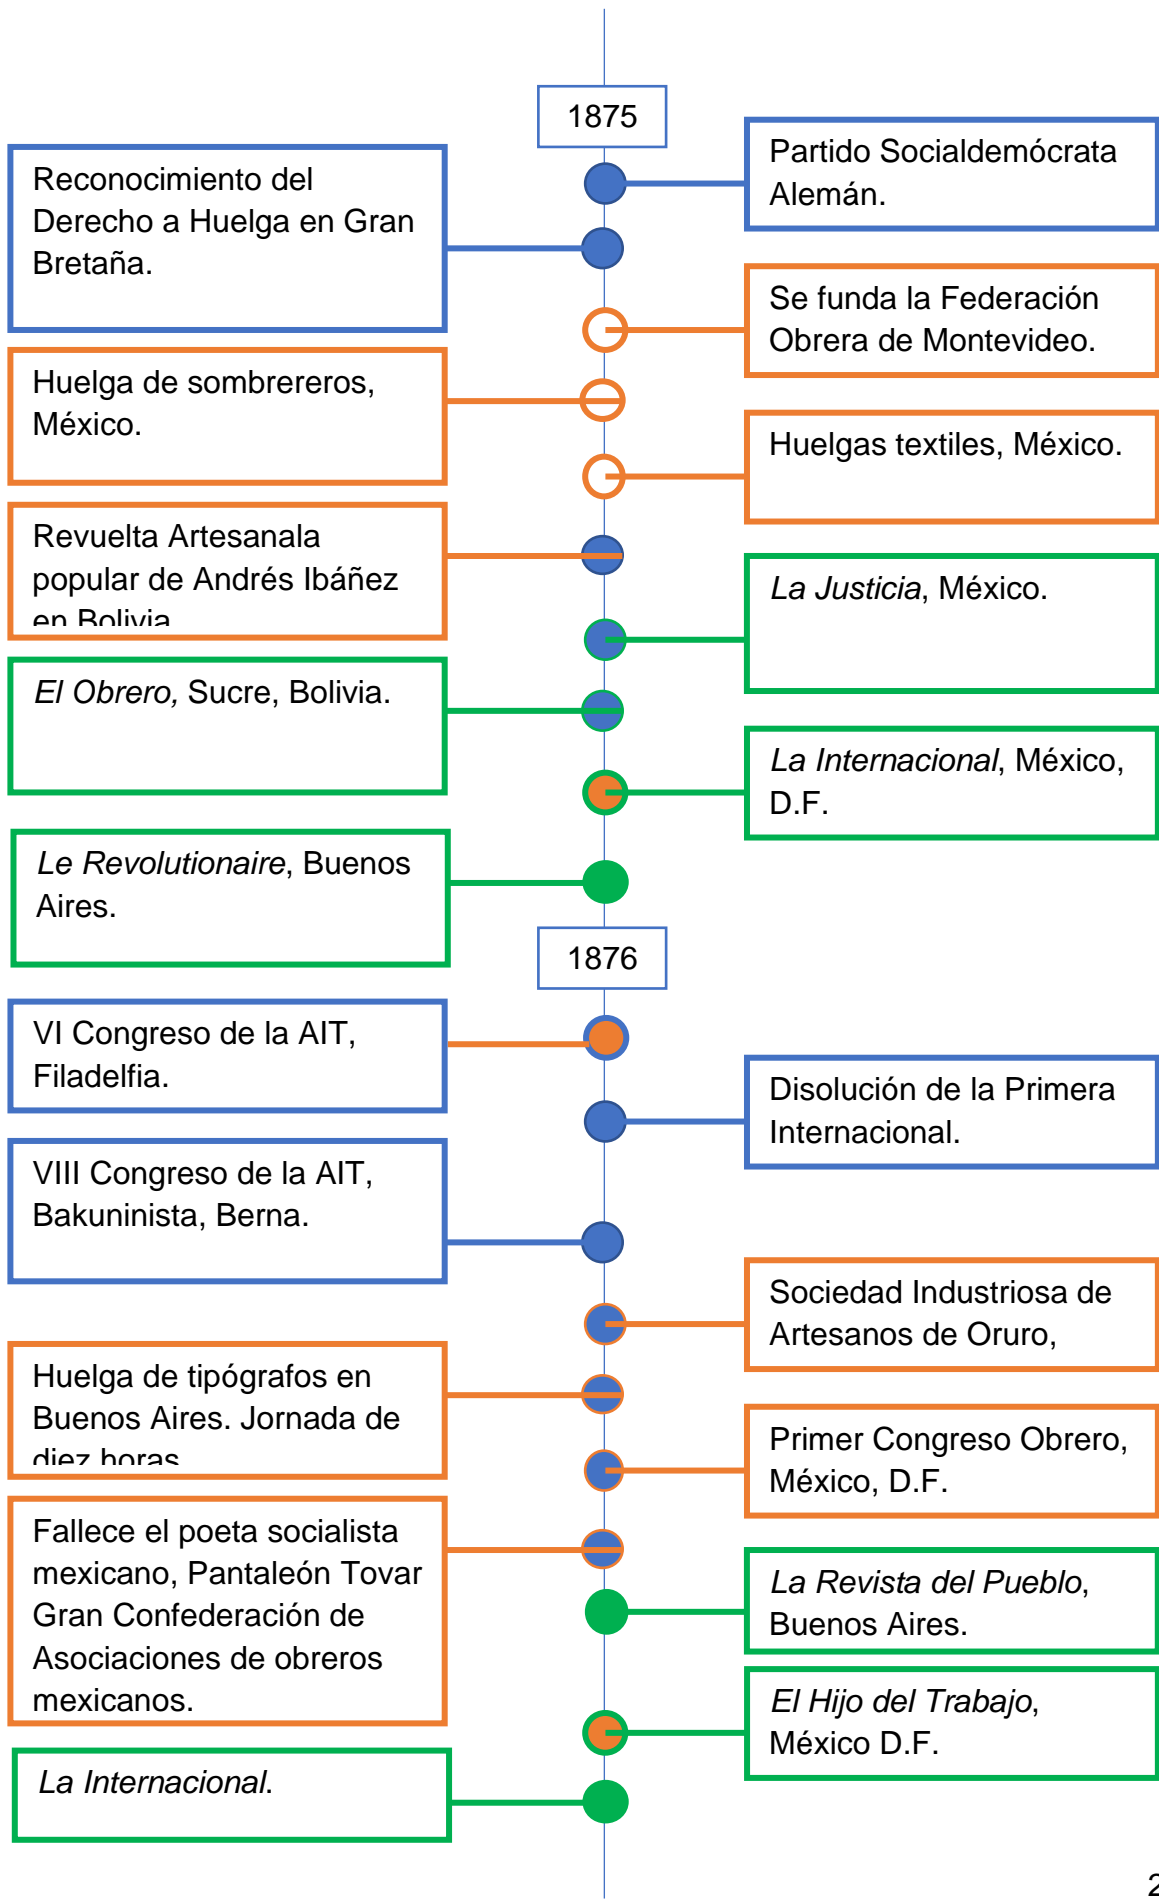 1875
Partido Socialdemócrata
Alemán.
Reconocimiento del
Derecho a Huelga en Gran
Bretaña.
Se funda la Federación
Obrera de Montevideo.
Huelga de sombrereros,
México.
Huelgas textiles, México.
Revuelta Artesanala
popular de Andrés Ibáñez
en Bolivia
La Justicia, México.
El Obrero, Sucre, Bolivia.
La Internacional, México,
D.F.
Le Revolutionaire, Buenos
Aires.
1876
VI Congreso de la AIT,
Filadelfia.
Disolución de la Primera
Internacional.
VIII Congreso de la AIT,
Bakuninista, Berna.
Sociedad Industriosa de
Artesanos de Oruro,
Huelga de tipógrafos en
Buenos Aires. Jornada de
diez horas
Primer Congreso Obrero,
México, D.F.
Fallece el poeta socialista
mexicano, Pantaleón Tovar
Gran Confederación de
Asociaciones de obreros
mexicanos.
La Revista del Pueblo,
Buenos Aires.
El Hijo del Trabajo,
México D.F.
La Internacional.
2